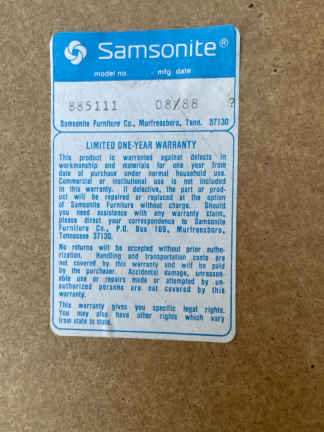 Samsonite®
model no. mfg date
885111 08/88 ?
Samsonite Furniture Co., Murfreesboro, Tenn. 37130
LIMITED ONE-YEAR WARRANTY
This product is warranted against defects in
workmanship and materials for one year from
date of purchase under normal household use.
Commercial or institutional use is not included
in this warranty. If defective, the part or prod-
uct will be repaired or replaced at the option
of Samsonite Furniture without charge. Should
you need assistance with any warranty claim,
please direct your correspondence to Samsonite
Furniture Co., P.O. Box 189, Murfreesboro,
Tennessee 37130.
No returns will be accepted without prior autho-
rization. Handling and transportation costs are
not covered by this warranty and will be paid
by the purchaser. Accidental damage, unreason-
able use or repairs made or attempted by un-
authorized persons are not covered by this
warranty.
This warranty gives you specific legal rights.
You may also have other rights which vary
from state to state.